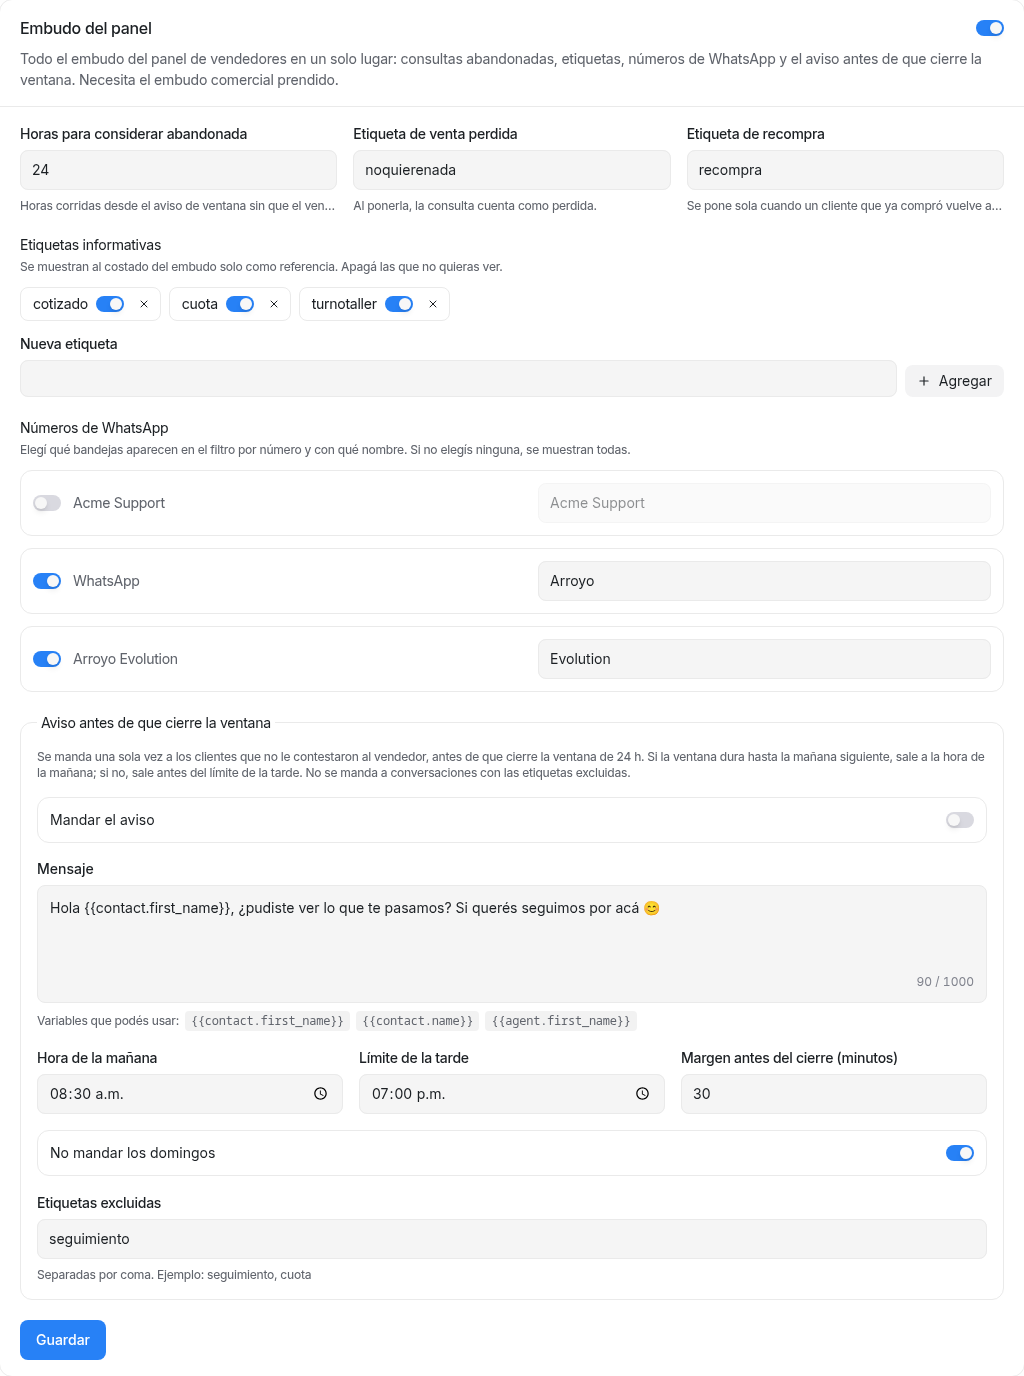 Embudo del panel
Todo el embudo del panel de vendedores en un solo lugar: consultas abandonadas, etiquetas, números de WhatsApp y el aviso antes de que cierre la
ventana. Necesita el embudo comercial prendido.
Horas para considerar abandonada
24
Horas corridas desde el aviso de ventana sin que el ven...
Etiqueta de venta perdida
noquierenada
Al ponerla, la consulta cuenta como perdida.
Etiqueta de recompra
recompra
Se pone sola cuando un cliente que ya compró vuelve a...
Etiquetas informativas
Se muestran al costado del embudo solo como referencia. Apagá las que no quieras ver.
cotizado
cuota
turnotaller
Nueva etiqueta
Agregar
Números de WhatsApp
Elegí qué bandejas aparecen en el filtro por número y con qué nombre. Si no elegís ninguna, se muestran todas.
Acme Support
Acme Support
WhatsApp
Arroyo
Arroyo Evolution
Evolution
Aviso antes de que cierre la ventana
Se manda una sola vez a los clientes que no le contestaron al vendedor, antes de que cierre la ventana de 24 h. Si la ventana dura hasta la mañana siguiente, sale a la hora de
la mañana; si no, sale antes del límite de la tarde. No se manda a conversaciones con las etiquetas excluidas.
Mandar el aviso
Mensaje
Hola {{contact.first_name}}, ¿pudiste ver lo que te pasamos? Si querés seguimos por acá 😊
90 / 1000
Variables que podés usar: {{contact.first_name}} {{contact.name}} {{agent.first_name}}
Hora de la mañana
08:30 a.m.
Límite de la tarde
07:00 p.m.
Margen antes del cierre (minutos)
30
No mandar los domingos
Etiquetas excluidas
seguimiento
Separadas por coma. Ejemplo: seguimiento, cuota
Guardar